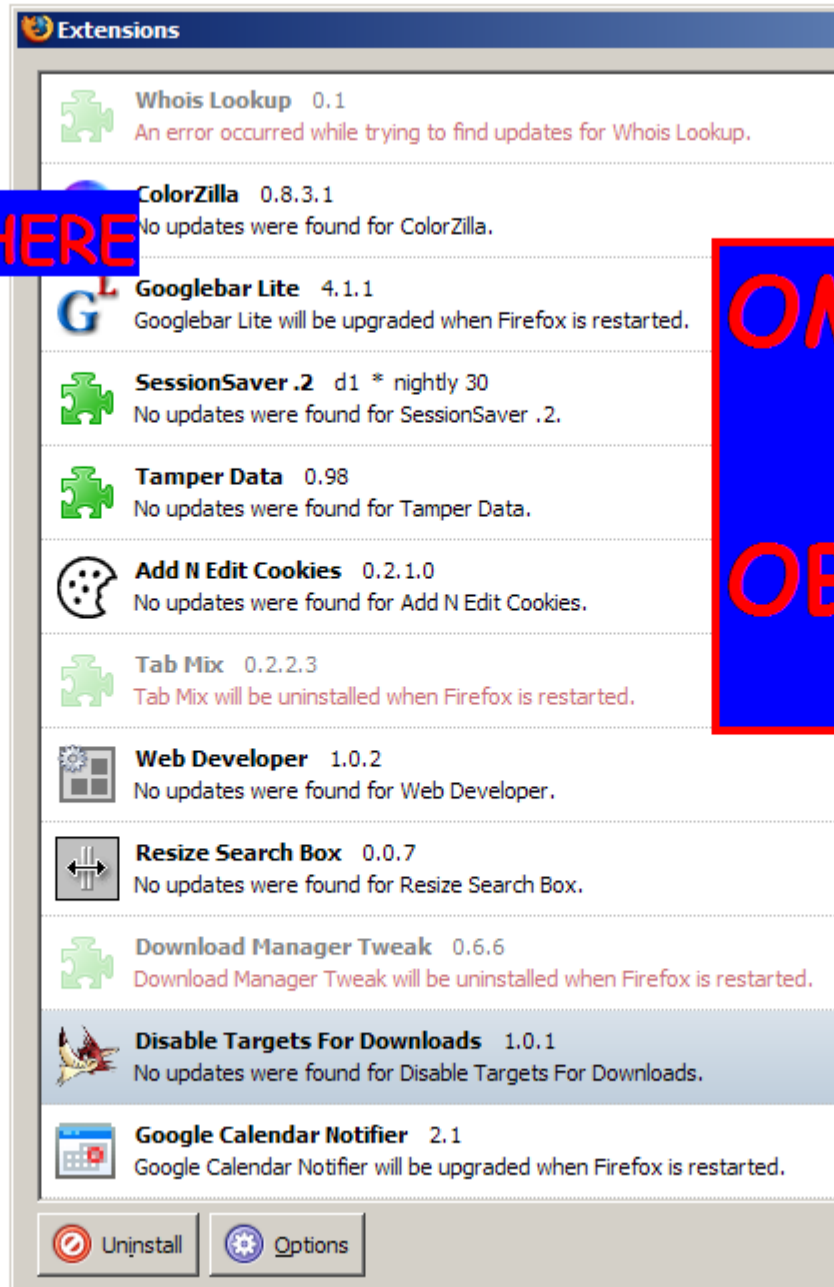 Extensions
Whois Lookup 0.1
An error occurred while trying to find updates for Whois Lookup.
ColorZilla 0.8.3.1
No updates were found for ColorZilla.
HERE
Googlebar Lite 4.1.1
Googlebar Lite will be upgraded when Firefox is restarted.
SessionSaver .2 d1 * nightly 30
No updates were found for SessionSaver .2.
Tamper Data 0.98
No updates were found for Tamper Data.
Add N Edit Cookies 0.2.1.0
No updates were found for Add N Edit Cookies.
Tab Mix 0.2.2.3
Tab Mix will be uninstalled when Firefox is restarted.
Web Developer 1.0.2
No updates were found for Web Developer.
Resize Search Box 0.0.7
No updates were found for Resize Search Box.
Download Manager Tweak 0.6.6
Download Manager Tweak will be uninstalled when Firefox is restarted.
Disable Targets For Downloads 1.0.1
No updates were found for Disable Targets For Downloads.
Google Calendar Notifier 2.1
Google Calendar Notifier will be upgraded when Firefox is restarted.
Uninstall Options